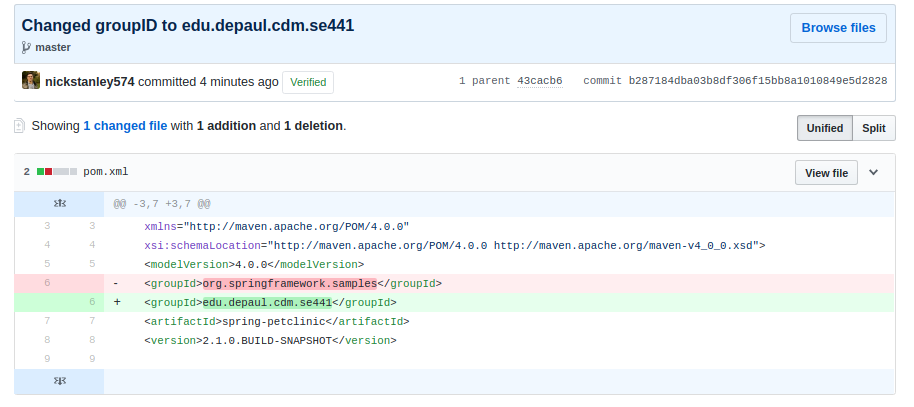 Changed groupID to edu.depaul.cdm.se441
Browse files
master
nickstanley574 committed 4 minutes ago Verified 1 parent 43cacb6 commit b287184dba03b8df306f15bb8a1010849e5d2828
Showing 1 changed file with 1 addition and 1 deletion.
Unified Split
2 pom.xml View file
@@ -3,7 +3,7 @@
3 3 xmlns="http://maven.apache.org/POM/4.0.0"
4 4 xsi:schemaLocation="http://maven.apache.org/POM/4.0.0 http://maven.apache.org/maven-v4_0_0.xsd">
5 5 <modelVersion>4.0.0</modelVersion>
6 - <groupId>org.springframework.samples</groupId>
6 + <groupId>edu.depaul.cdm.se441</groupId>
7 7 <artifactId>spring-petclinic</artifactId>
8 8 <version>2.1.0.BUILD-SNAPSHOT</version>
9 9